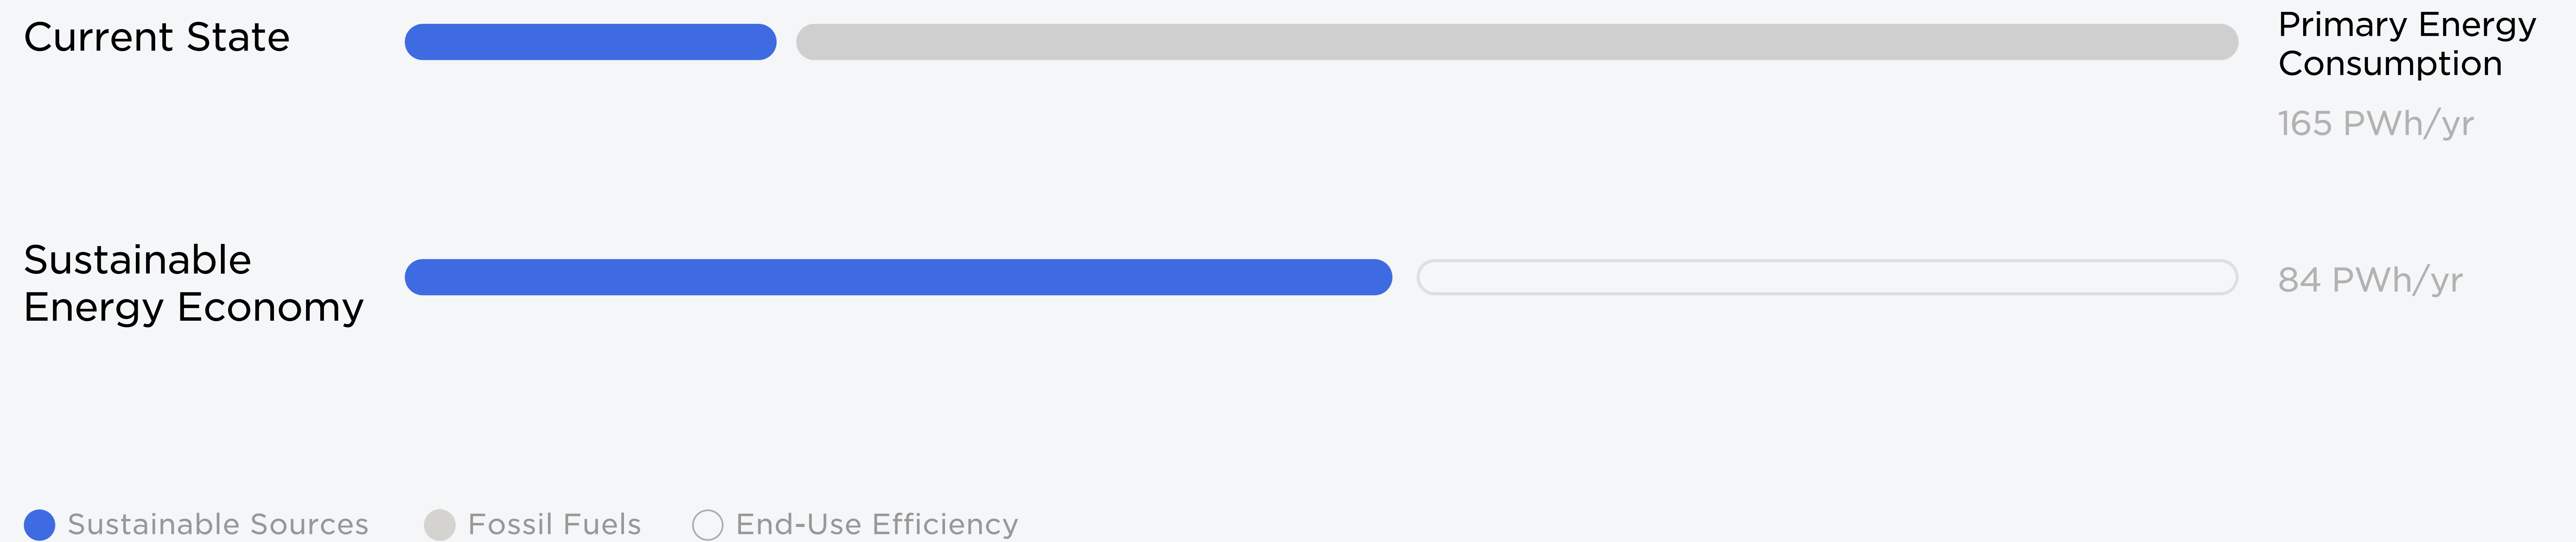 Current State
Primary Energy
Consumption
165 PWh/yr
Sustainable
Energy Economy
84 PWh/yr
Sustainable Sources
Fossil Fuels
End-Use Efficiency